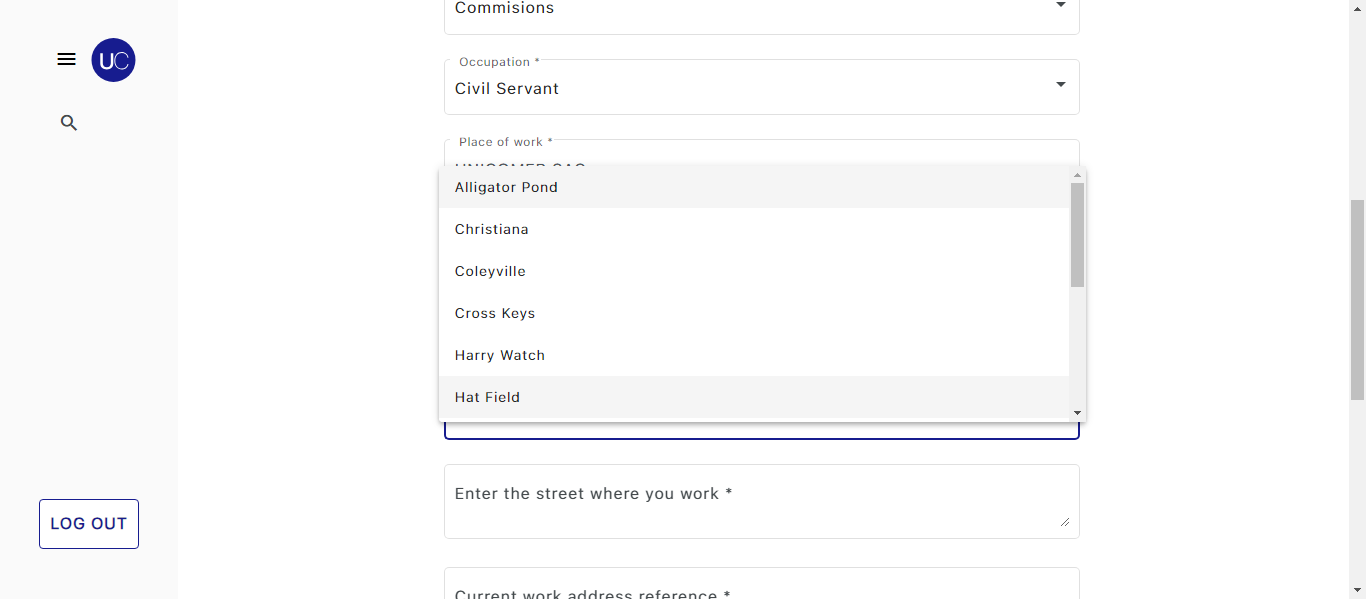 Commisions
UC
Occupation *
Civil Servant
Place of work *
Alligator Pond
Christiana
Coleyville
Cross Keys
Harry Watch
Hat Field
Enter the street where you work *
LOG OUT
Current work address reference *